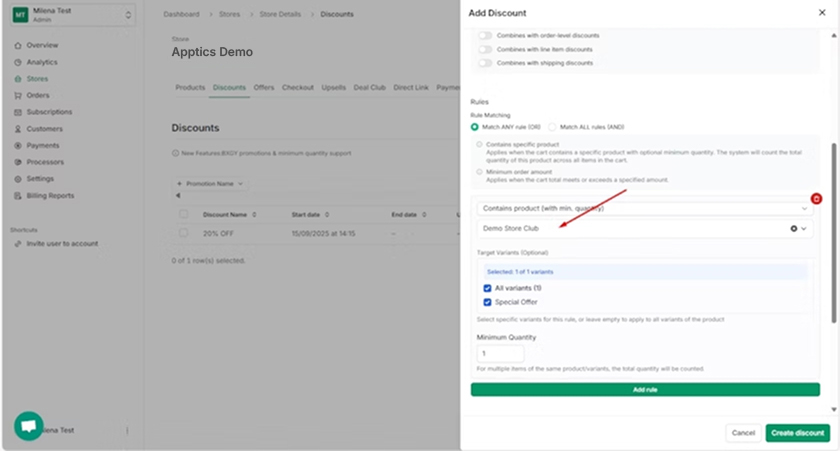 MT
Milena Test
Admin
Overview
Analytics
Stores
Orders
Subscriptions
Customers
Payments
Processors
Settings
Billing Reports
Shortcuts
Invite user to account
lena Test
Dashboard > Stores > Store Details > Discounts
Store
Apptics Demo
Products Discounts Offers Checkout Upsells Deal Club Direct Link Payme
Discounts
New Features: BXGY promotions & minimum quantity support
+ Promotion Name
Discount Name Start date End date
20% OFF 15/09/2025 at 14:15 –
0 of 1 row(s) selected.
Add Discount
Combines with order-level discounts
Combines with line item discounts
Combines with shipping discounts
Rules
Rule Matching
Match ANY rule (OR) Match ALL rules (AND)
Contains specific product
Applies when the cart contains a specific product with optional minimum quantity. The system will count the total
quantity of this product across all items in the cart.
Minimum order amount
Applies when the cart total meets or exceeds a specified amount.
Contains product (with min. quantity)
Demo Store Club
Target Variants (Optional)
Selected: 1 of 1 variants
All variants (1)
Special Offer
Select specific variants for this rule, or leave empty to apply to all variants of the product
Minimum Quantity
1
For multiple items of the same product/variants, the total quantity will be counted.
Add rule
Cancel Create discount